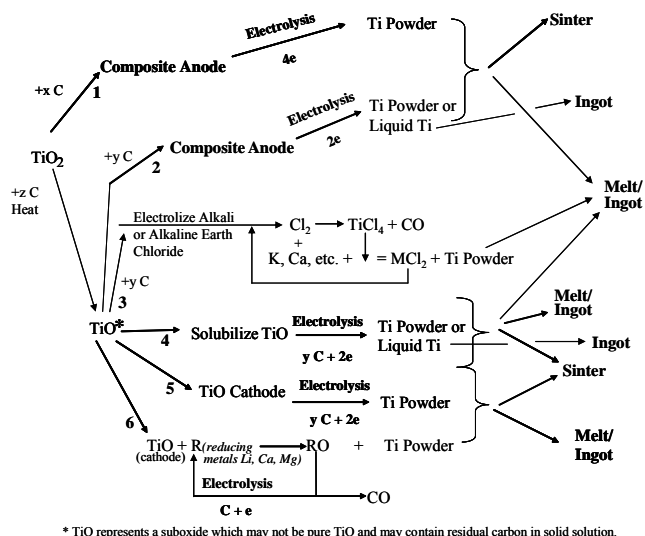 Electrolysis
Ti Powder
Sinter
Composite Anode
4e
+x C
1
Electrolysis
Ti Powder or
Liquid Ti
Ingot
+y C
Composite Anode
2e
2
TiO2
+z C
Heat
Melt/
Ingot
Electrolize Alkali
or Alkaline Earth
Chloride
Cl2
TiCl4 + CO
+
K, Ca, etc. +
= MCl2 + Ti Powder
+y C
3
TiO*
4
Solubilize TiO
Electrolysis
y C + 2e
Ti Powder or
Liquid Ti
Melt/
Ingot
Ingot
Sinter
5
TiO Cathode
Electrolysis
y C + 2e
Ti Powder
6
TiO + R(reducing
metals Li, Ca, Mg)
(cathode)
RO
+
Ti Powder
Melt/
Ingot
Electrolysis
C + e
CO
* TiO represents a suboxide which may not be pure TiO and may contain residual carbon in solid solution.